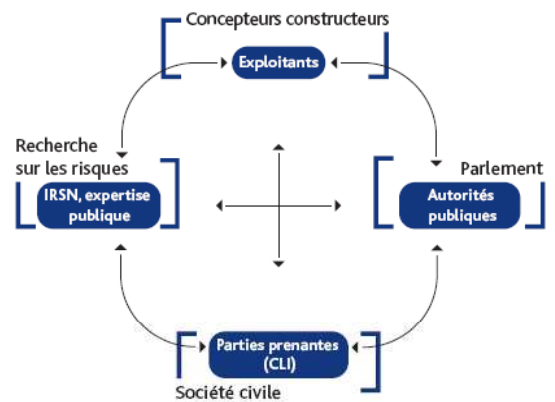 Concepteurs constructeurs
Exploitants
Recherche
sur les risques
IRSN, expertise
publique
Parlement
Autorités
publiques
Parties prenantes
(CLI)
Société civile